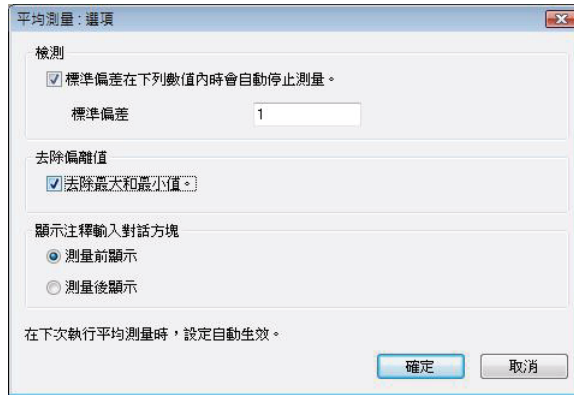 平均測量 : 選項
檢測
標準偏差在下列數值內時會自動停止測量。
標準偏差
1
去除偏離值
去除最大和最小值。
顯示注釋輸入對話方塊
測量前顯示
測量後顯示
在下次執行平均測量時，設定自動生效。
確定
取消